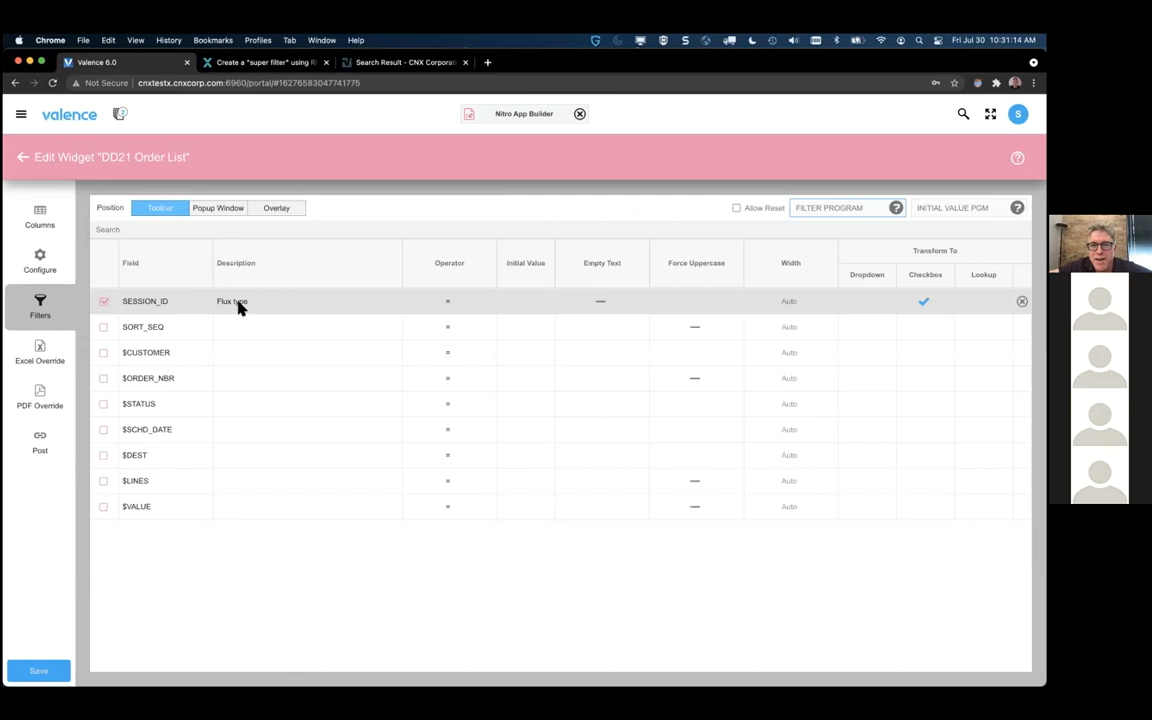 Chrome File Edit View History Bookmarks Profiles Tab Window Help Fri Jul 30 10:31:14 AM
Valence 6.0 Create a "super filter" using R Search Result - CNX Corporati
Not Secure cnxtestx.cnxcorp.com:6960/portal/#16276583047741775
valence Nitro App Builder S
Edit Widget "DD21 Order List"
Position Toolbar Popup Window Overlay Allow Reset FILTER PROGRAM ? INITIAL VALUE PGM ?
Search
Columns
Configure
Filters
Excel Override
PDF Override
Post
Save
Field Description Operator Initial Value Empty Text Force Uppercase Width Transform To
Dropdown Checkbox Lookup
SESSION_ID Flux type = — Auto
SORT_SEQ = — Auto
$CUSTOMER = Auto
$ORDER_NBR = — Auto
$STATUS = Auto
$SCHD_DATE = Auto
$DEST = Auto
$LINES = — Auto
$VALUE = — Auto